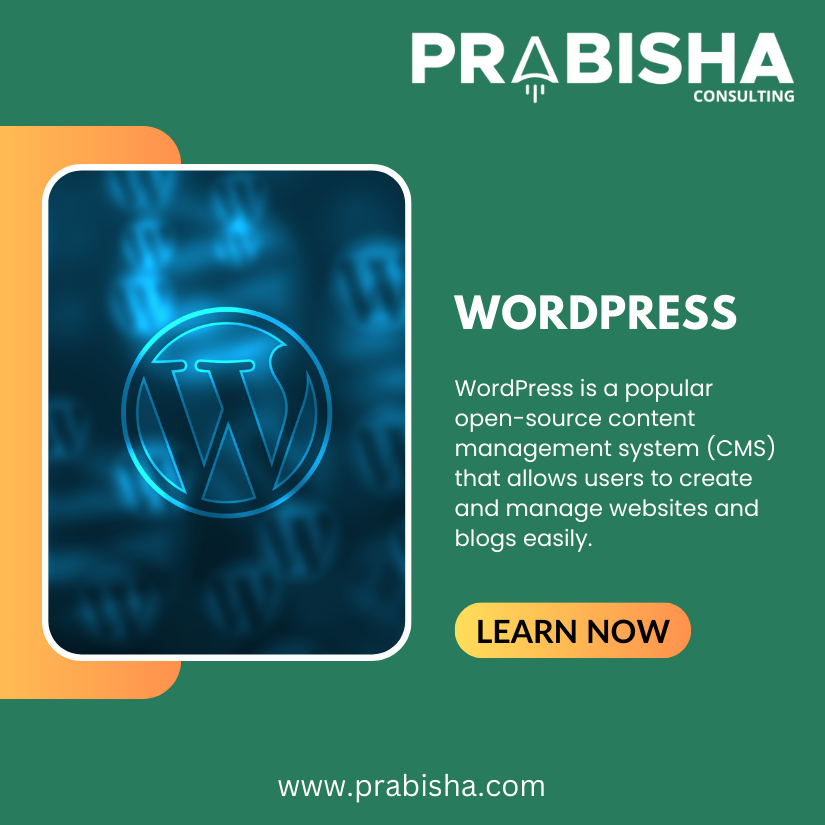 PRABISHA
CONSULTING
WORDPRESS
WordPress is a popular
open-source content
management system (CMS)
that allows users to create
and manage websites and
blogs easily.
LEARN NOW
www.prabisha.com